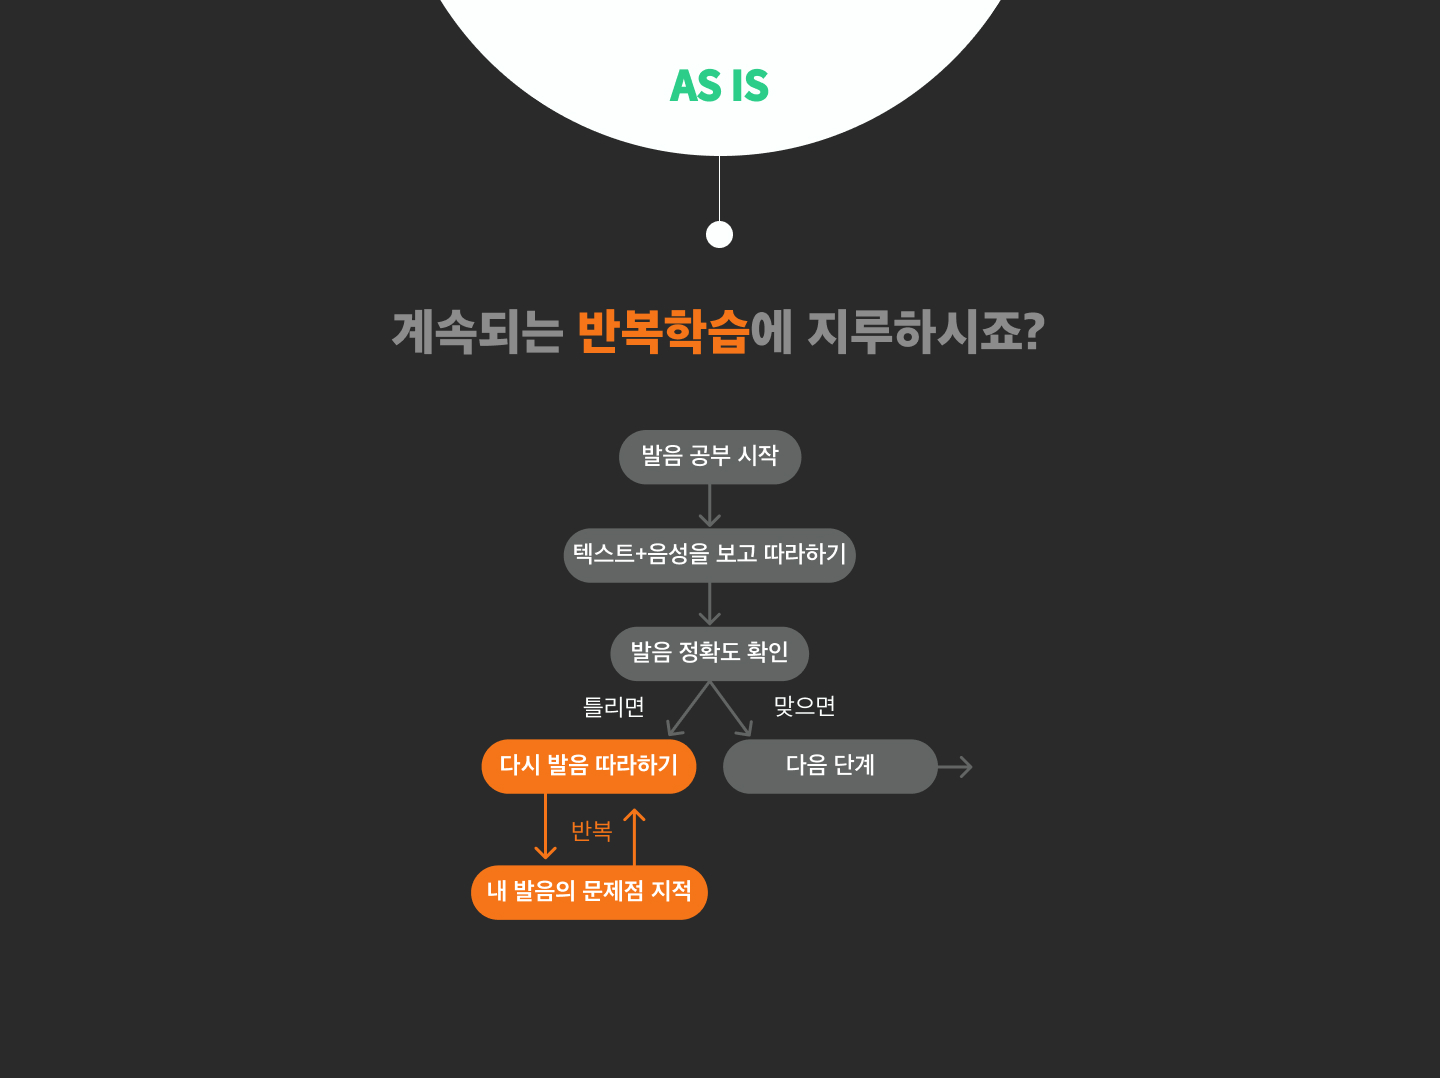 AS IS
계속되는 반복학습에 지루하시죠?
발음 공부 시작
텍스트+음성을 보고 따라하기
발음 정확도 확인
틀리면
맞으면
다시 발음 따라하기
다음 단계
반복
내 발음의 문제점 지적